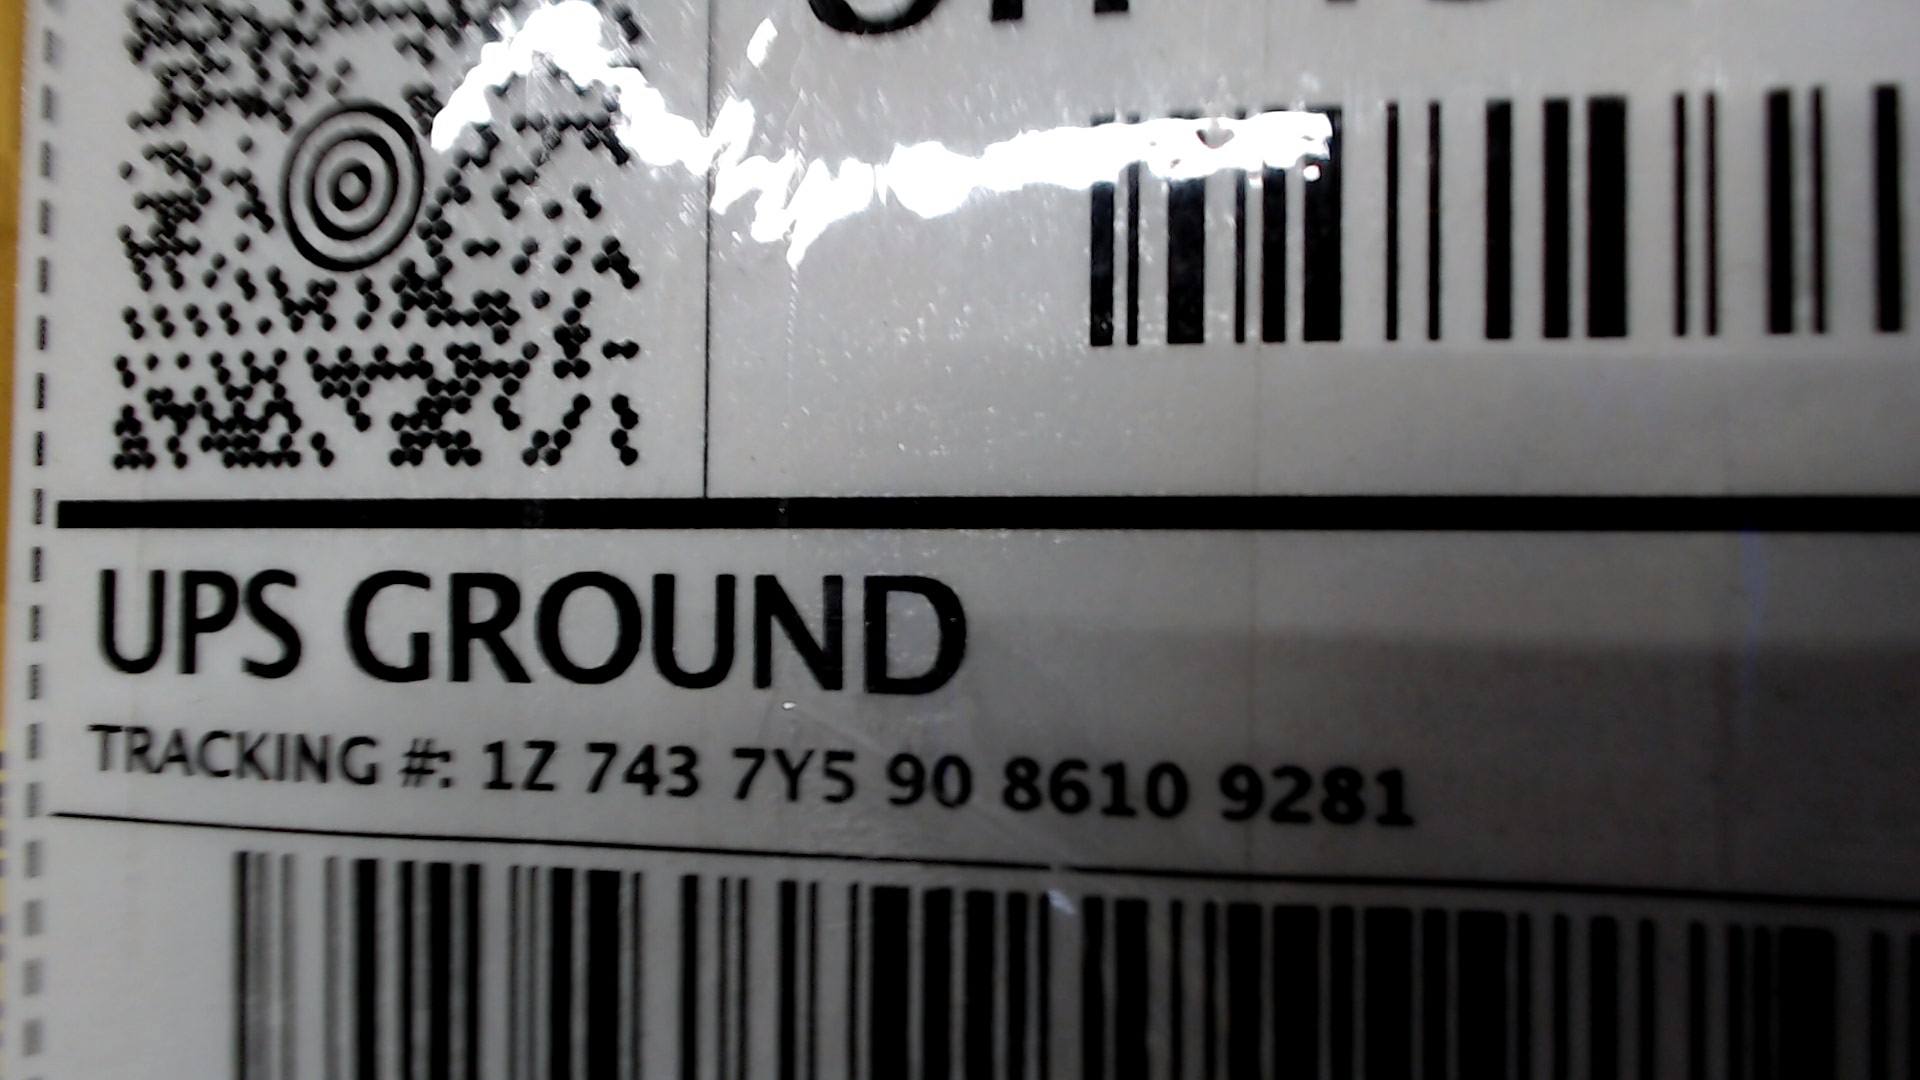 UPS GROUND
TRACKING #: 1Z 743 7Y5 90 8610 9281